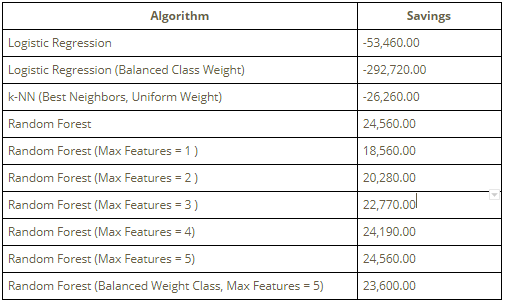 Algorithm Savings
Logistic Regression -53,460.00
Logistic Regression (Balanced Class Weight) -292,720.00
k-NN (Best Neighbors, Uniform Weight) -26,260.00
Random Forest 24,560.00
Random Forest (Max Features = 1 ) 18,560.00
Random Forest (Max Features = 2 ) 20,280.00
Random Forest (Max Features = 3 ) 22,770.00
Random Forest (Max Features = 4) 24,190.00
Random Forest (Max Features = 5) 24,560.00
Random Forest (Balanced Weight Class, Max Features = 5) 23,600.00